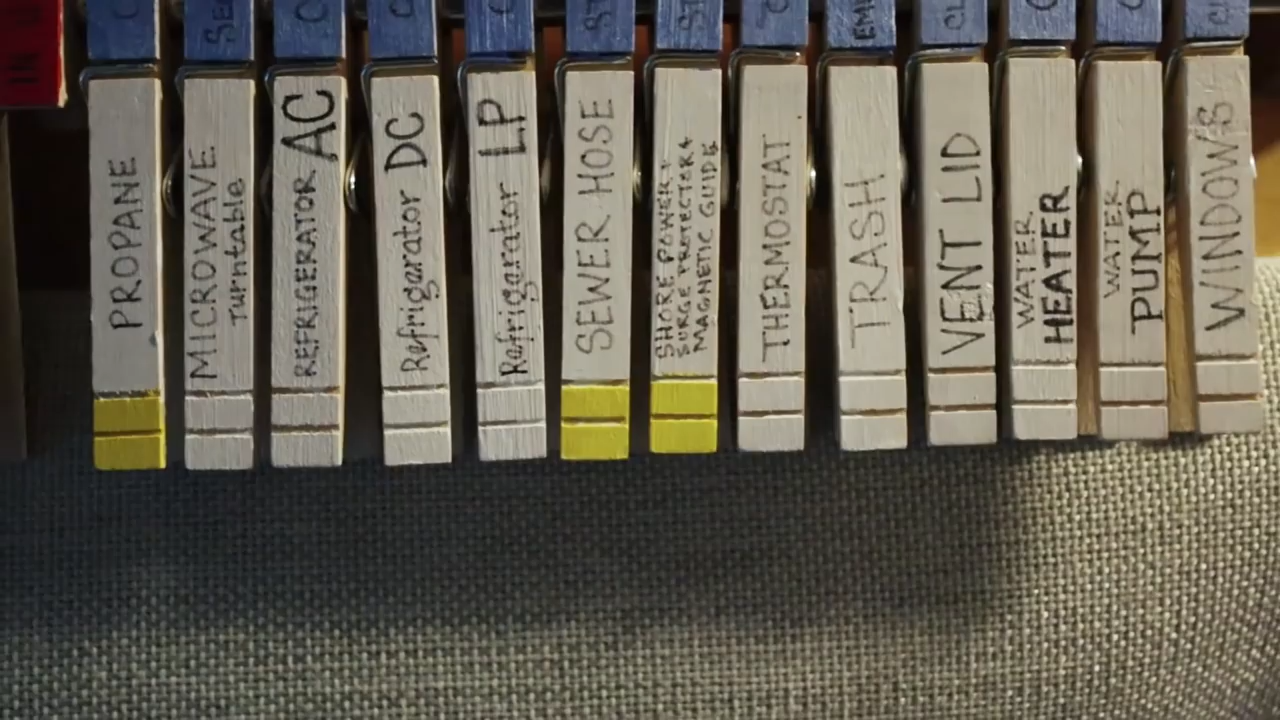 IN U
PROPANE
MICROWAVE
Turntable
REFRIGERATOR AC
Refrigerator DC
Refrigerator LP
SEWER HOSE
SHORE POWER+
SURGE PROTECTOR+
MAGNETIC GUIDE
THERMOSTAT
TRASH
VENT LID
WATER
HEATER
WATER
PUMP
WINDOWS